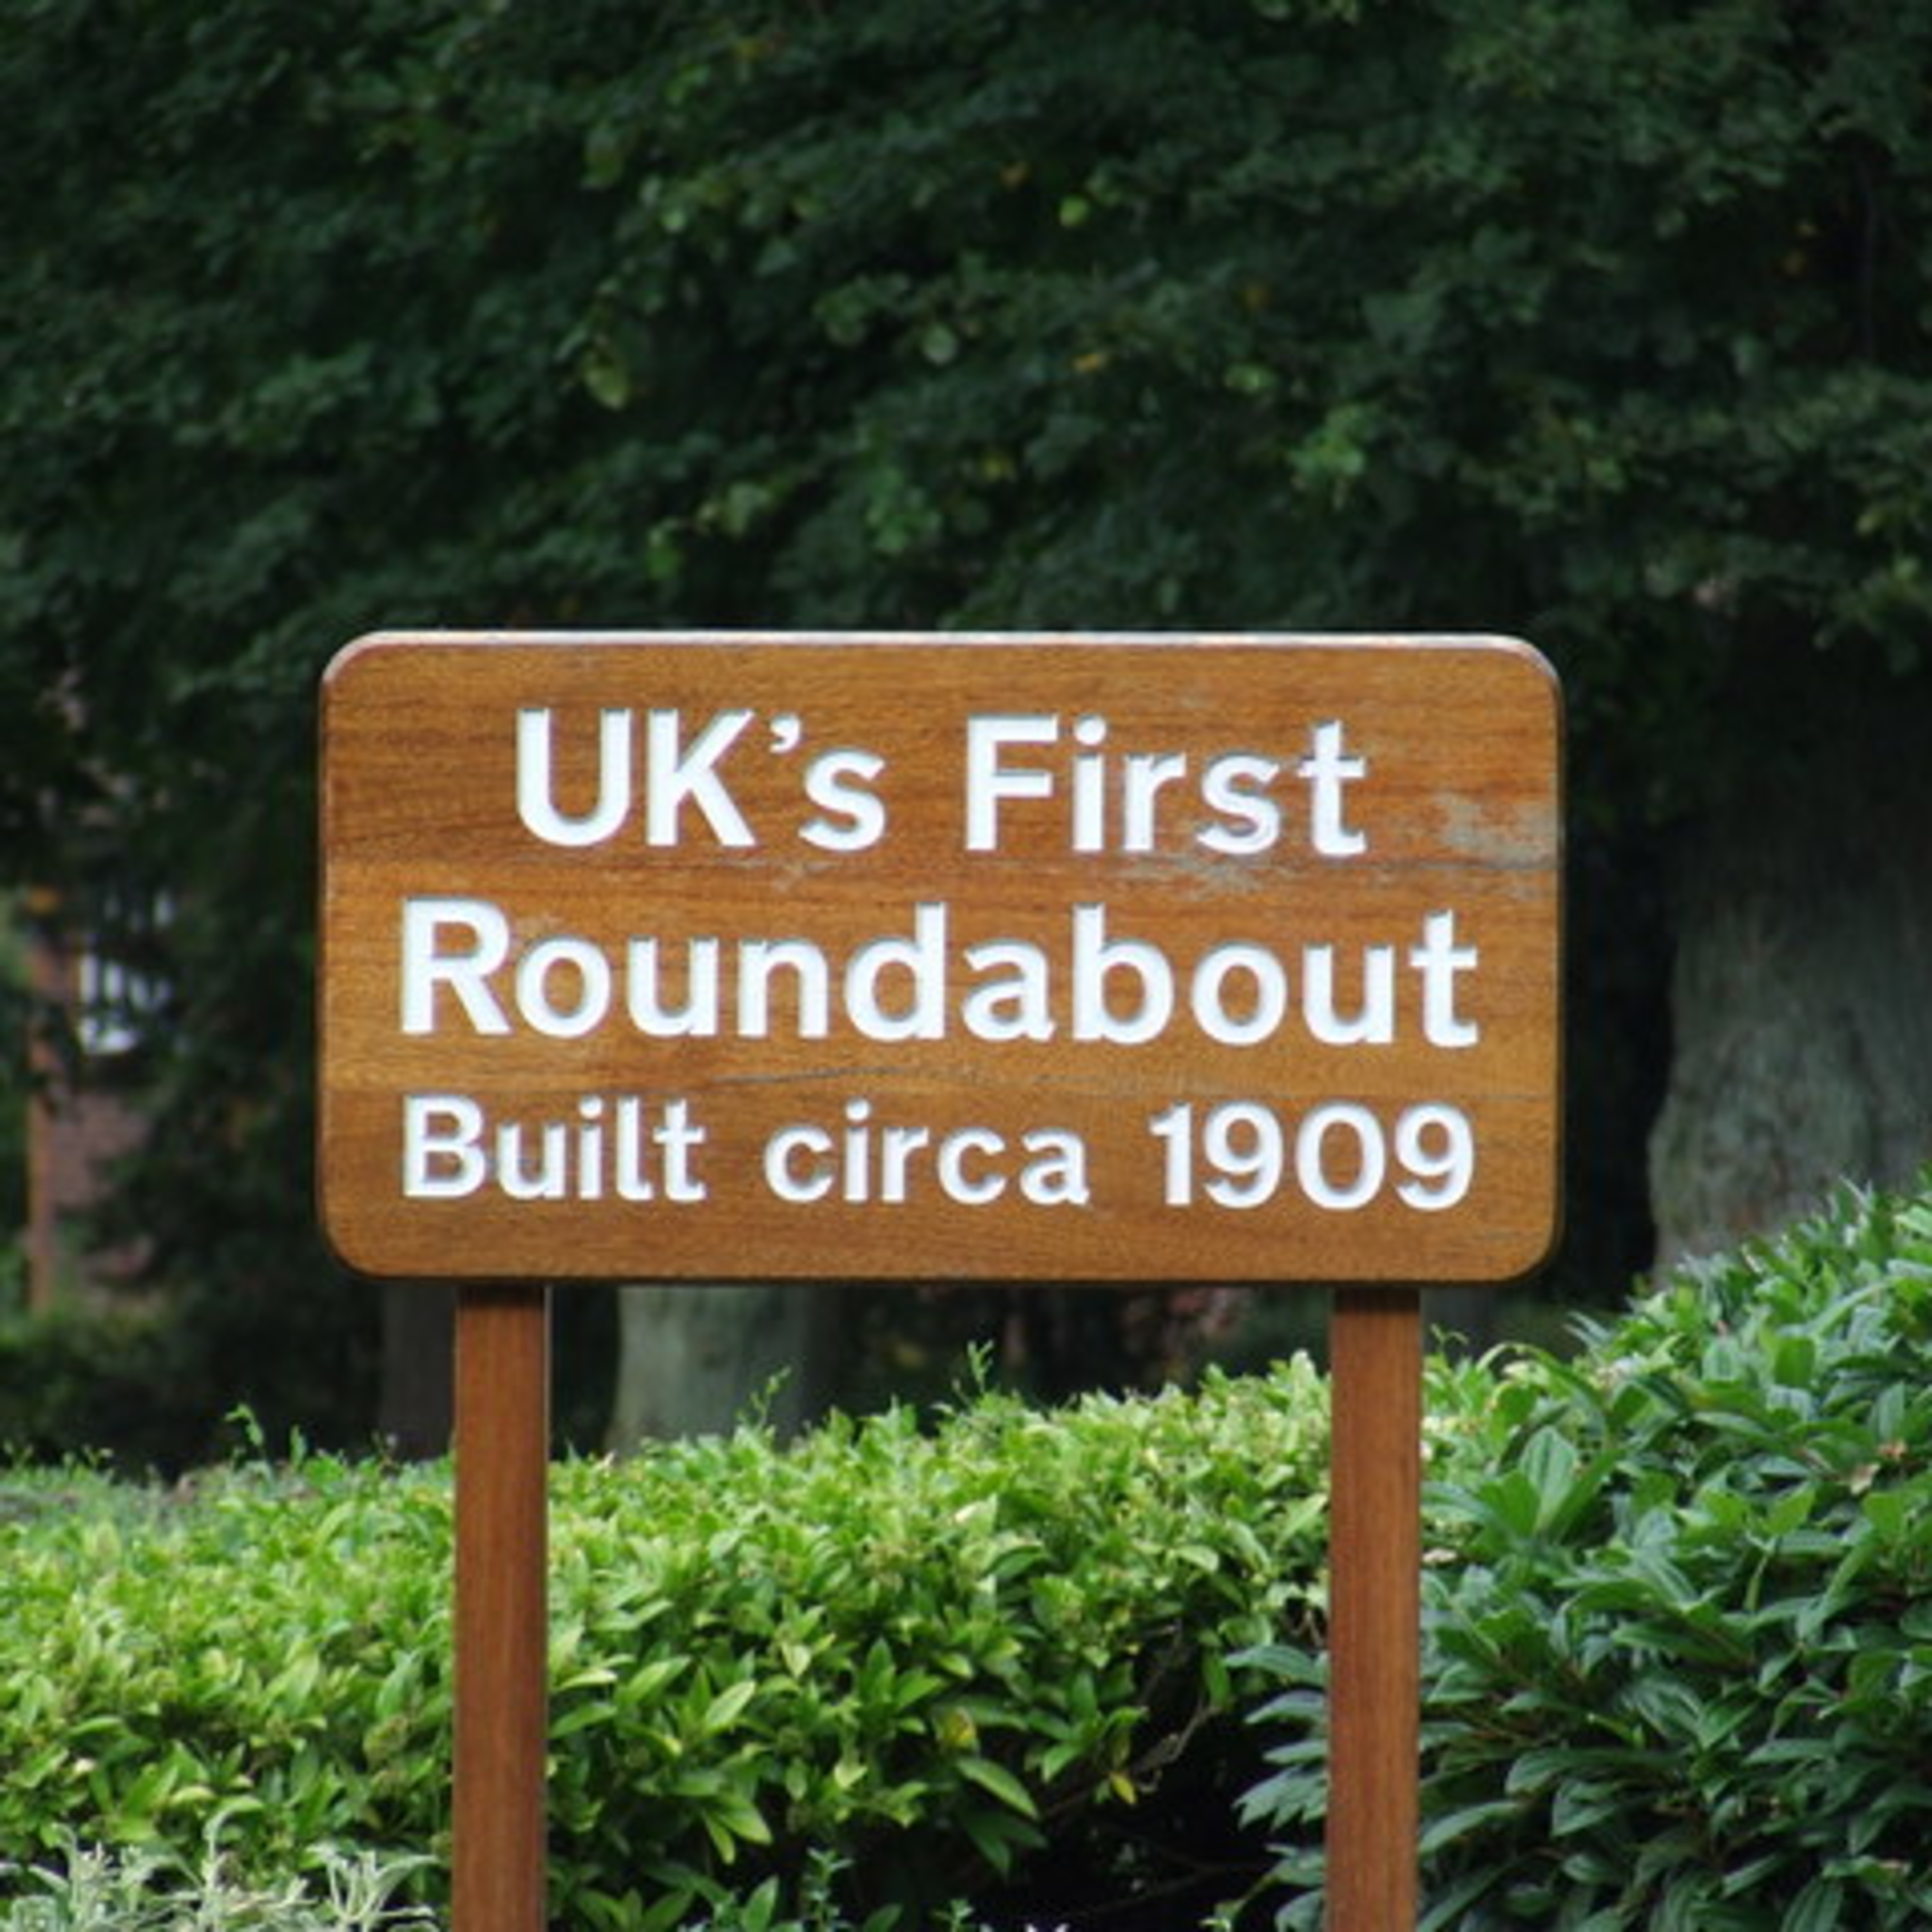 UK's First
Roundabout
Built circa 1909